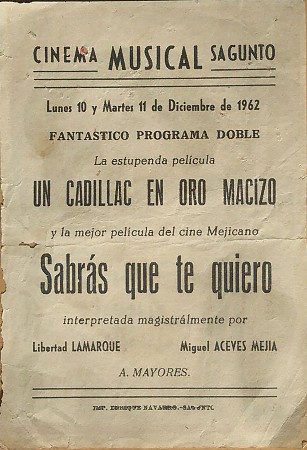 CINEMA MUSICAL SAGUNTO
Lunes 10 y Martes 11 de Diciembre de 1962
FANTASTICO PROGRAMA DOBLE
La estupenda película
UN CADILLAC EN ORO MACIZO
y la mejor película del cine Mejicano
Sabrás que te quiero
interpretada magistrálmente por
Libertad LAMARQUE Miguel ACEVES MEJIA
A. MAYORES.
IMP. ENRIQUE NAVARRO.-SAGUNTO